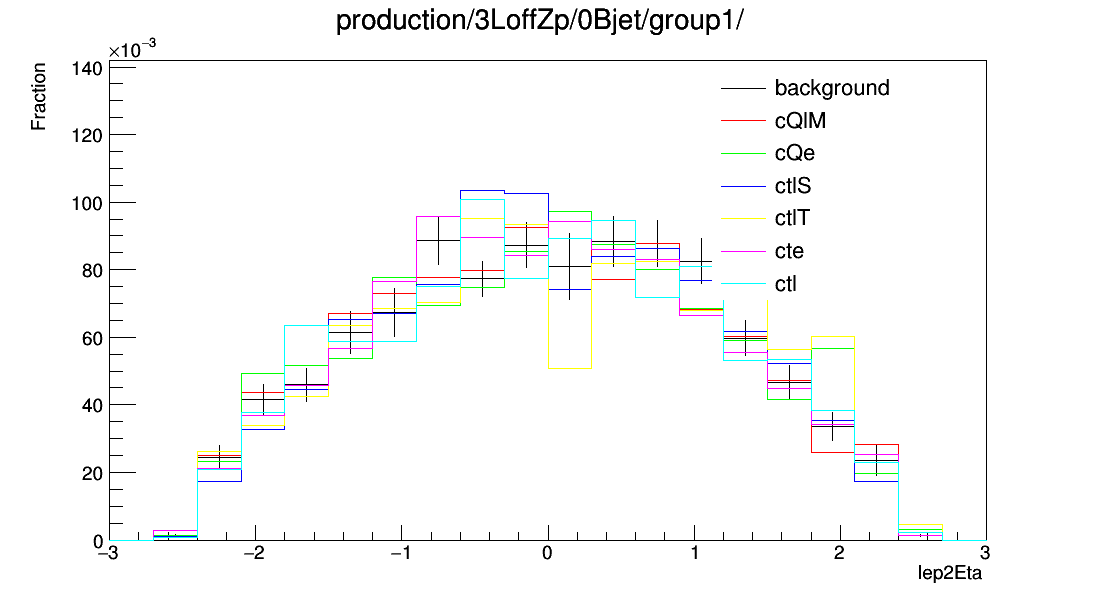 production/3LoffZp/0Bjet/group1/
×10⁻³
Fraction
140
120
100
80
60
40
20
0
background
cQlM
cQe
ctlS
ctlT
cte
ctl
−3 −2 −1 0 1 2 3
lep2Eta